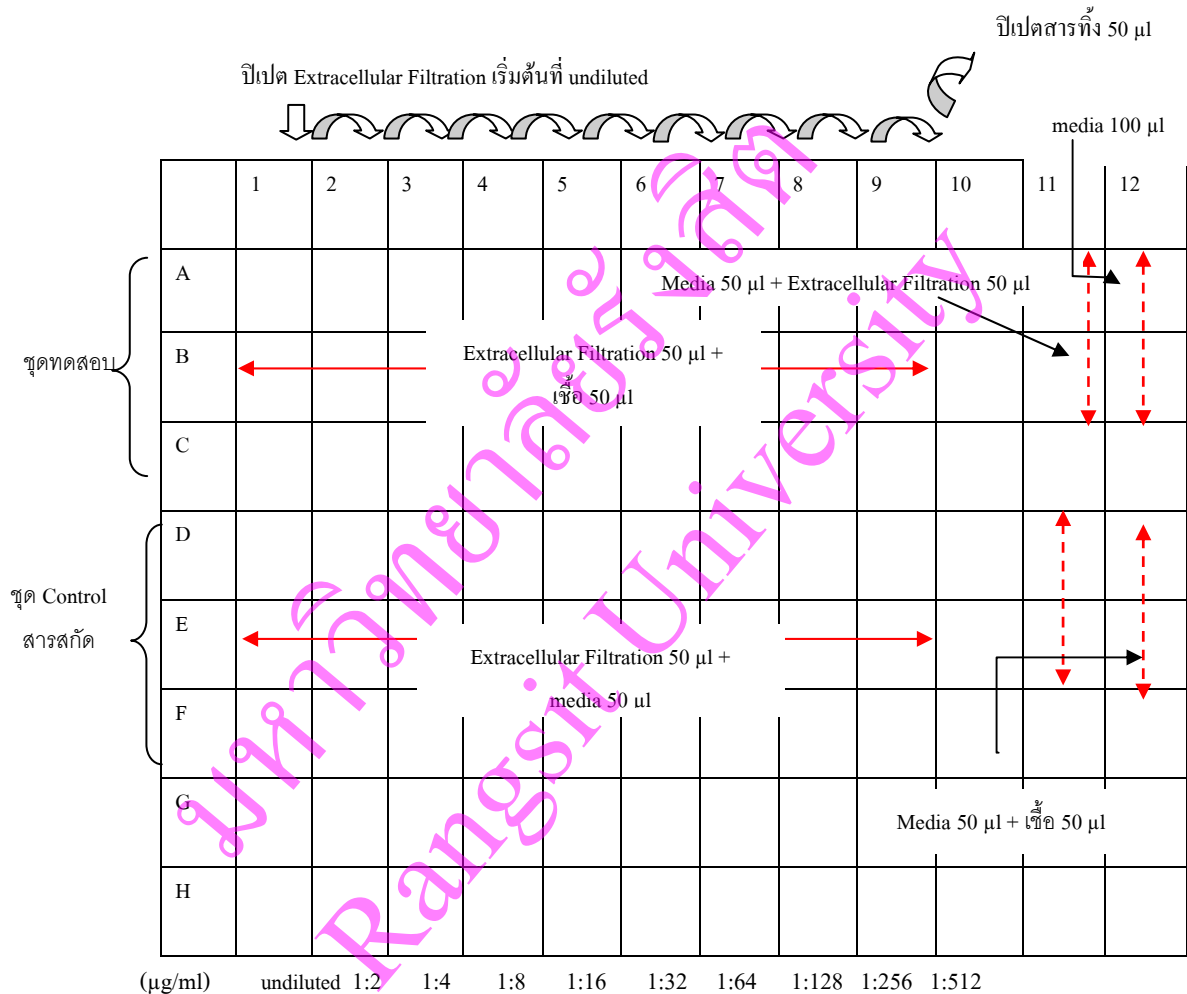 ปิเปตสารทิ้ง 50 µl
ปิเปต Extracellular Filtration เริ่มต้นที่ undiluted
media 100 µl
1 2 3 4 5 6 7 8 9 10 11 12
A
Media 50 µl + Extracellular Filtration 50 µl
ชุดทดสอบ
B
Extracellular Filtration 50 µl +
เชื้อ 50 µl
C
D
ชุด Control
สารสกัด
E
Extracellular Filtration 50 µl +
media 50 µl
F
G
Media 50 µl + เชื้อ 50 µl
H
(µg/ml) undiluted 1:2 1:4 1:8 1:16 1:32 1:64 1:128 1:256 1:512
มหาวิทยาลัยรังสิต
Rangsit University